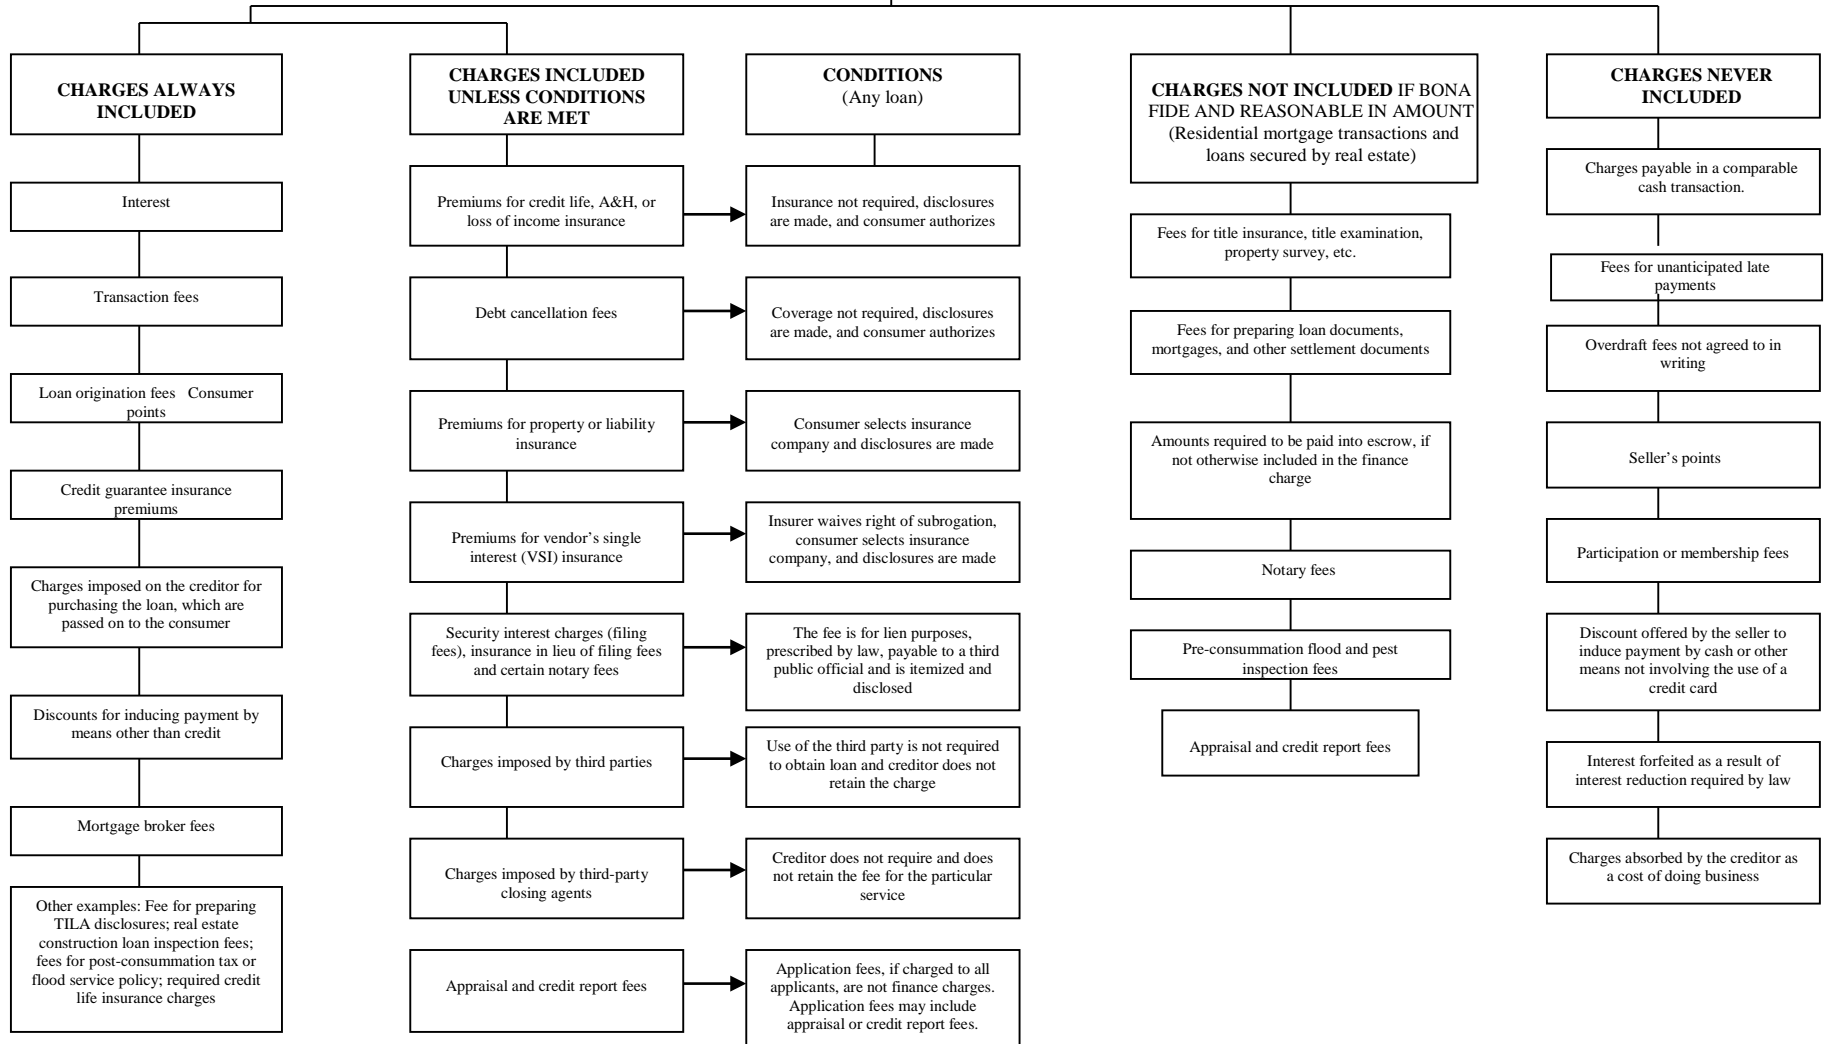 CHARGES ALWAYS
INCLUDED
Interest
Transaction fees
Loan origination fees Consumer
points
Credit guarantee insurance
premiums
Charges imposed on the creditor for
purchasing the loan, which are
passed on to the consumer
Discounts for inducing payment by
means other than credit
Mortgage broker fees
Other examples: Fee for preparing
TILA disclosures; real estate
construction loan inspection fees;
fees for post-consummation tax or
flood service policy; required credit
life insurance charges
CHARGES INCLUDED
UNLESS CONDITIONS
ARE MET
CONDITIONS
(Any loan)
Premiums for credit life, A&H, or
loss of income insurance
Insurance not required, disclosures
are made, and consumer authorizes
Debt cancellation fees
Coverage not required, disclosures
are made, and consumer authorizes
Premiums for property or liability
insurance
Consumer selects insurance
company and disclosures are made
Premiums for vendor’s single
interest (VSI) insurance
Insurer waives right of subrogation,
consumer selects insurance
company, and disclosures are made
Security interest charges (filing
fees), insurance in lieu of filing fees
and certain notary fees
The fee is for lien purposes,
prescribed by law, payable to a third
public official and is itemized and
disclosed
Charges imposed by third parties
Use of the third party is not required
to obtain loan and creditor does not
retain the charge
Charges imposed by third-party
closing agents
Creditor does not require and does
not retain the fee for the particular
service
Appraisal and credit report fees
Application fees, if charged to all
applicants, are not finance charges.
Application fees may include
appraisal or credit report fees.
CHARGES NOT INCLUDED IF BONA
FIDE AND REASONABLE IN AMOUNT
(Residential mortgage transactions and
loans secured by real estate)
Fees for title insurance, title examination,
property survey, etc.
Fees for preparing loan documents,
mortgages, and other settlement documents
Amounts required to be paid into escrow, if
not otherwise included in the finance
charge
Notary fees
Pre-consummation flood and pest
inspection fees
Appraisal and credit report fees
CHARGES NEVER
INCLUDED
Charges payable in a comparable
cash transaction.
Fees for unanticipated late
payments
Overdraft fees not agreed to in
writing
Seller’s points
Participation or membership fees
Discount offered by the seller to
induce payment by cash or other
means not involving the use of a
credit card
Interest forfeited as a result of
interest reduction required by law
Charges absorbed by the creditor as
a cost of doing business